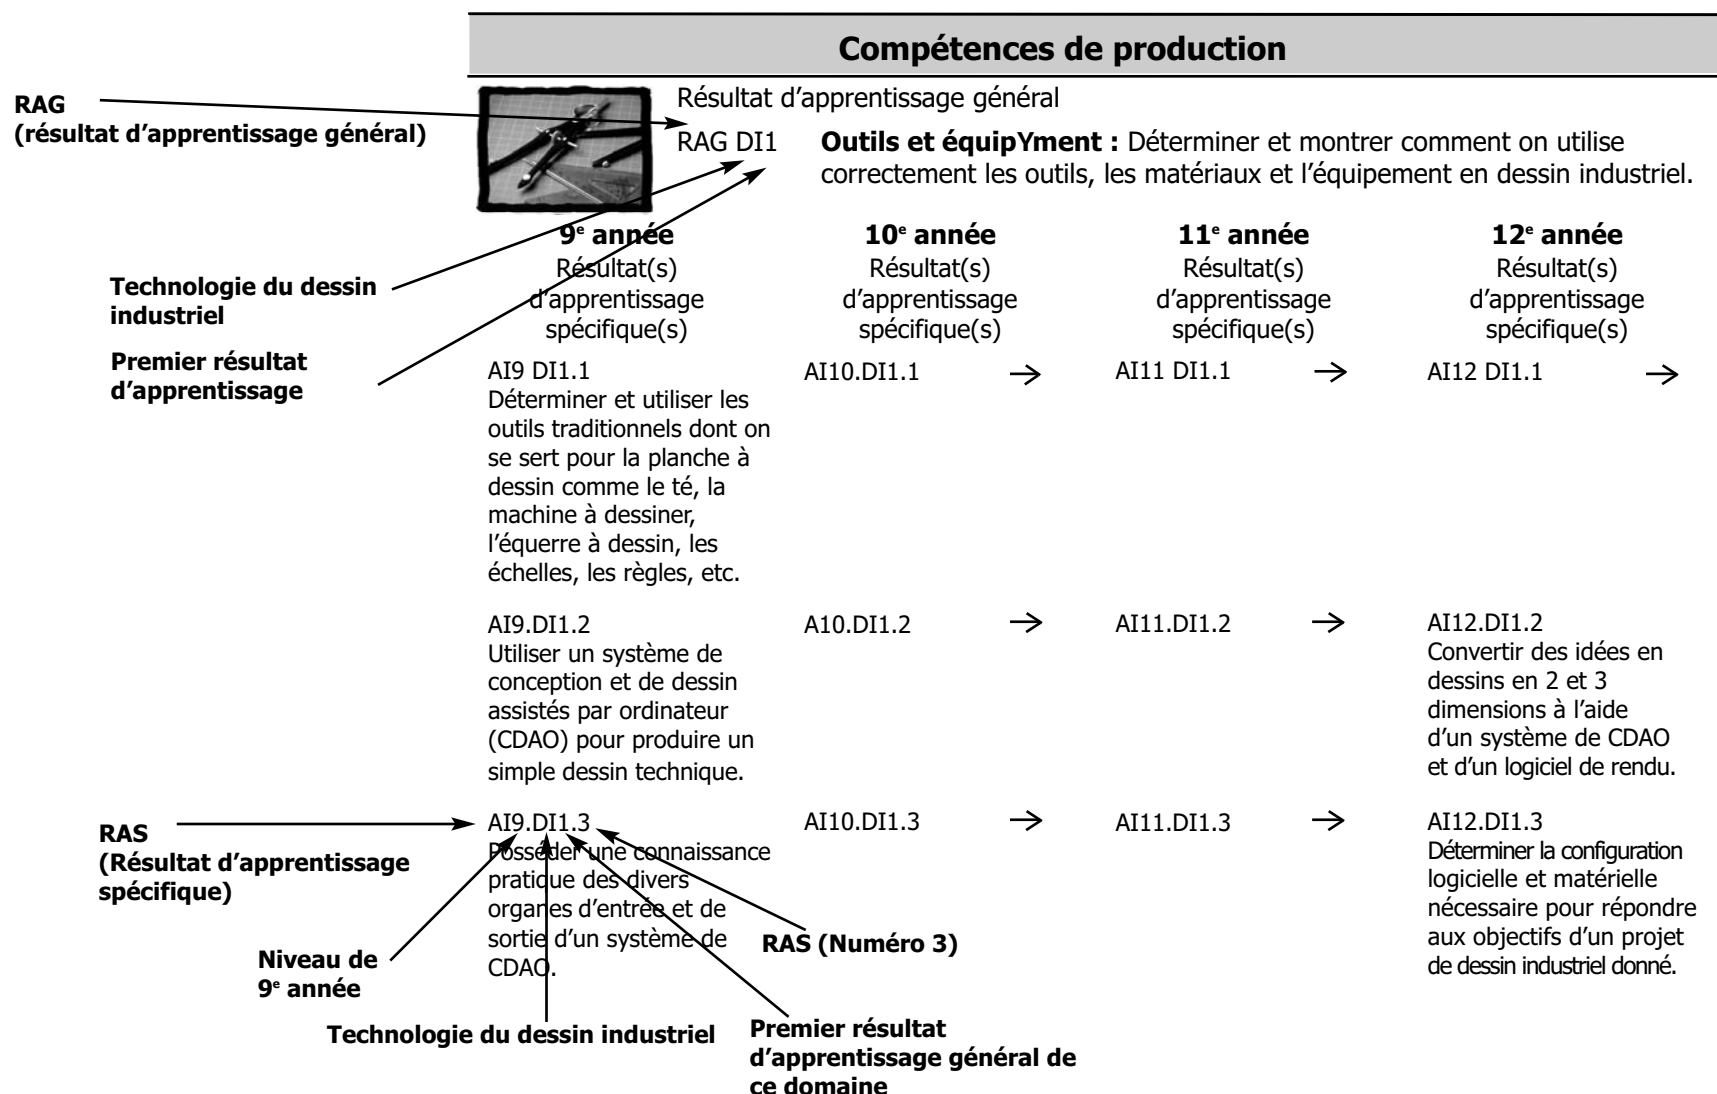 Compétences de production
RAG
(résultat d’apprentissage général)
Résultat d’apprentissage général
RAG DI1
Outils et équipYment : Déterminer et montrer comment on utilise
correctement les outils, les matériaux et l’équipement en dessin industriel.
Technologie du dessin
industriel
Premier résultat
d’apprentissage
9e année
Résultat(s)
d’apprentissage
spécifique(s)
10e année
Résultat(s)
d’apprentissage
spécifique(s)
11e année
Résultat(s)
d’apprentissage
spécifique(s)
12e année
Résultat(s)
d’apprentissage
spécifique(s)
AI9 DI1.1
Déterminer et utiliser les
outils traditionnels dont on
se sert pour la planche à
dessin comme le té, la
machine à dessiner,
l’équerre à dessin, les
échelles, les règles, etc.
AI10.DI1.1 →
AI11 DI1.1 →
AI12 DI1.1 →
AI9.DI1.2
Utiliser un système de
conception et de dessin
assistés par ordinateur
(CDAO) pour produire un
simple dessin technique.
A10.DI1.2 →
AI11.DI1.2 →
AI12.DI1.2
Convertir des idées en
dessins en 2 et 3
dimensions à l’aide
d’un système de CDAO
et d’un logiciel de rendu.
RAS
(Résultat d’apprentissage
spécifique)
AI9.DI1.3
Posséder une connaissance
pratique des divers
organes d’entrée et de
sortie d’un système de
CDAO.
AI10.DI1.3 →
AI11.DI1.3 →
AI12.DI1.3
Déterminer la configuration
logicielle et matérielle
nécessaire pour répondre
aux objectifs d’un projet
de dessin industriel donné.
RAS (Numéro 3)
Niveau de
9e année
Technologie du dessin industriel
Premier résultat
d’apprentissage général de
ce domaine